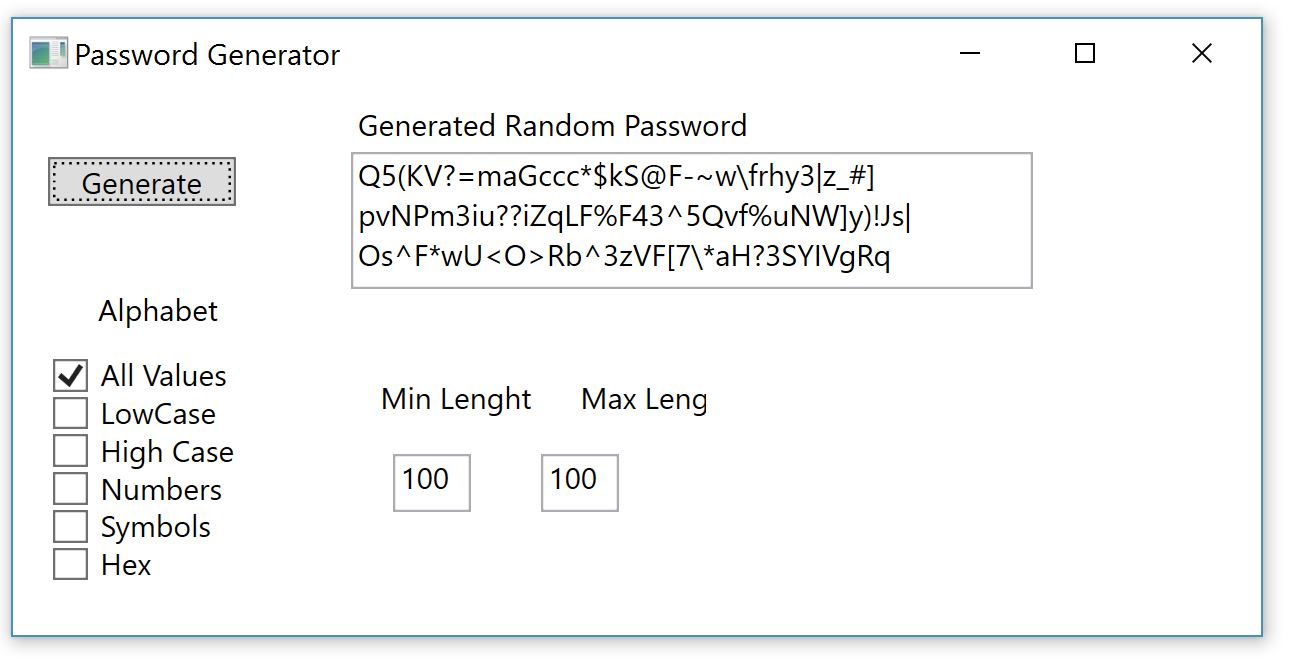 Password Generator
Generated Random Password
Generate
Q5(KV?=maGccc*$kS@F-~w\frhy3|z_#]
pvNPm3iu??iZqLF%F43^5Qvf%uNW]y)!Js|
Os^F*wU<O>Rb^3zVF[7\*aH?3SYIVgRq
Alphabet
All Values
LowCase
High Case
Numbers
Symbols
Hex
Min Lenght Max Leng
100 100